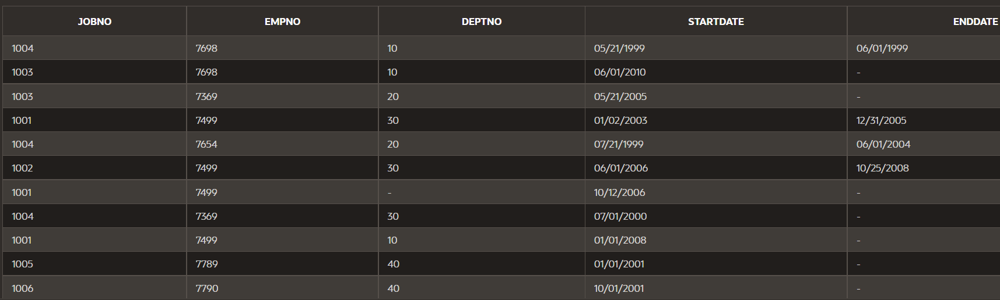 JOBNO EMPNO DEPTNO STARTDATE ENDDATE
1004 7698 10 05/21/1999 06/01/1999
1003 7698 10 06/01/2010 -
1003 7369 20 05/21/2005 -
1001 7499 30 01/02/2003 12/31/2005
1004 7654 20 07/21/1999 06/01/2004
1002 7499 30 06/01/2006 10/25/2008
1001 7499 - 10/12/2006 -
1004 7369 30 07/01/2000 -
1001 7499 10 01/01/2008 -
1005 7789 40 01/01/2001 -
1006 7790 40 10/01/2001 -